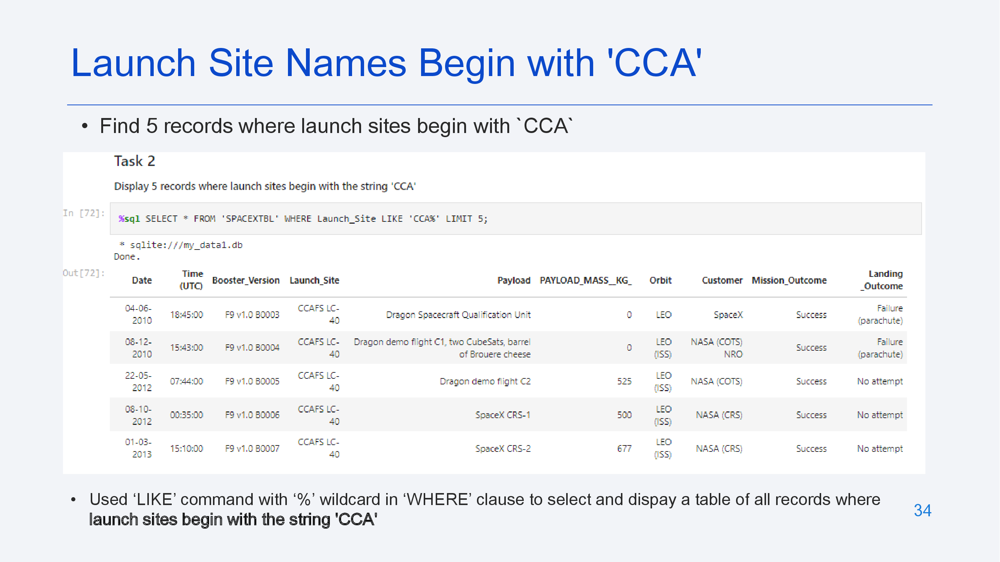 Launch Site Names Begin with 'CCA'
• Find 5 records where launch sites begin with `CCA`
Task 2
Display 5 records where launch sites begin with the string 'CCA'
In [72]: %sql SELECT * FROM 'SPACEXTBL' WHERE Launch_Site LIKE 'CCA%' LIMIT 5;
* sqlite:///my_data1.db
Done.
Out[72]:
Date Time (UTC) Booster_Version Launch_Site Payload PAYLOAD_MASS__KG_ Orbit Customer Mission_Outcome Landing _Outcome
04-06-2010 18:45:00 F9 v1.0 B0003 CCAFS LC-40 Dragon Spacecraft Qualification Unit 0 LEO SpaceX Success Failure (parachute)
08-12-2010 15:43:00 F9 v1.0 B0004 CCAFS LC-40 Dragon demo flight C1, two CubeSats, barrel of Brouere cheese 0 LEO (ISS) NASA (COTS) NRO Success Failure (parachute)
22-05-2012 07:44:00 F9 v1.0 B0005 CCAFS LC-40 Dragon demo flight C2 525 LEO (ISS) NASA (COTS) Success No attempt
08-10-2012 00:35:00 F9 v1.0 B0006 CCAFS LC-40 SpaceX CRS-1 500 LEO (ISS) NASA (CRS) Success No attempt
01-03-2013 15:10:00 F9 v1.0 B0007 CCAFS LC-40 SpaceX CRS-2 677 LEO (ISS) NASA (CRS) Success No attempt
• Used ‘LIKE’ command with ‘%’ wildcard in ‘WHERE’ clause to select and dispay a table of all records where
launch sites begin with the string 'CCA'
34